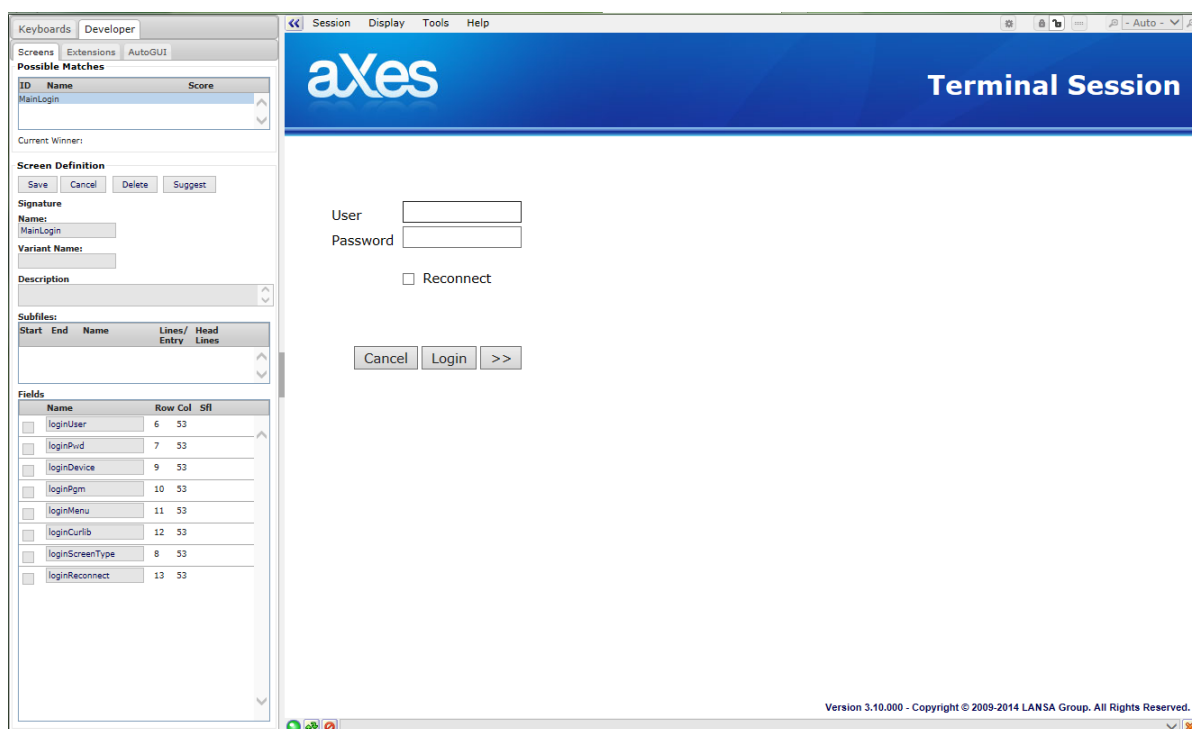 Keyboards Developer
Session Display Tools Help
- Auto -
Screens Extensions AutoGUI
Possible Matches
ID Name Score
MainLogin
Current Winner:
Screen Definition
Save Cancel Delete Suggest
Signature
Name:
MainLogin
Variant Name:
Description
Subfiles:
Start End Name Lines/ Entry Head Lines
Fields
Name Row Col Sfl
loginUser 6 53
loginPwd 7 53
loginDevice 9 53
loginPgm 10 53
loginMenu 11 53
loginCurlib 12 53
loginScreenType 8 53
loginReconnect 13 53
aXes
Terminal Session
User
Password
Reconnect
Cancel Login >>
Version 3.10.000 - Copyright © 2009-2014 LANSA Group. All Rights Reserved.